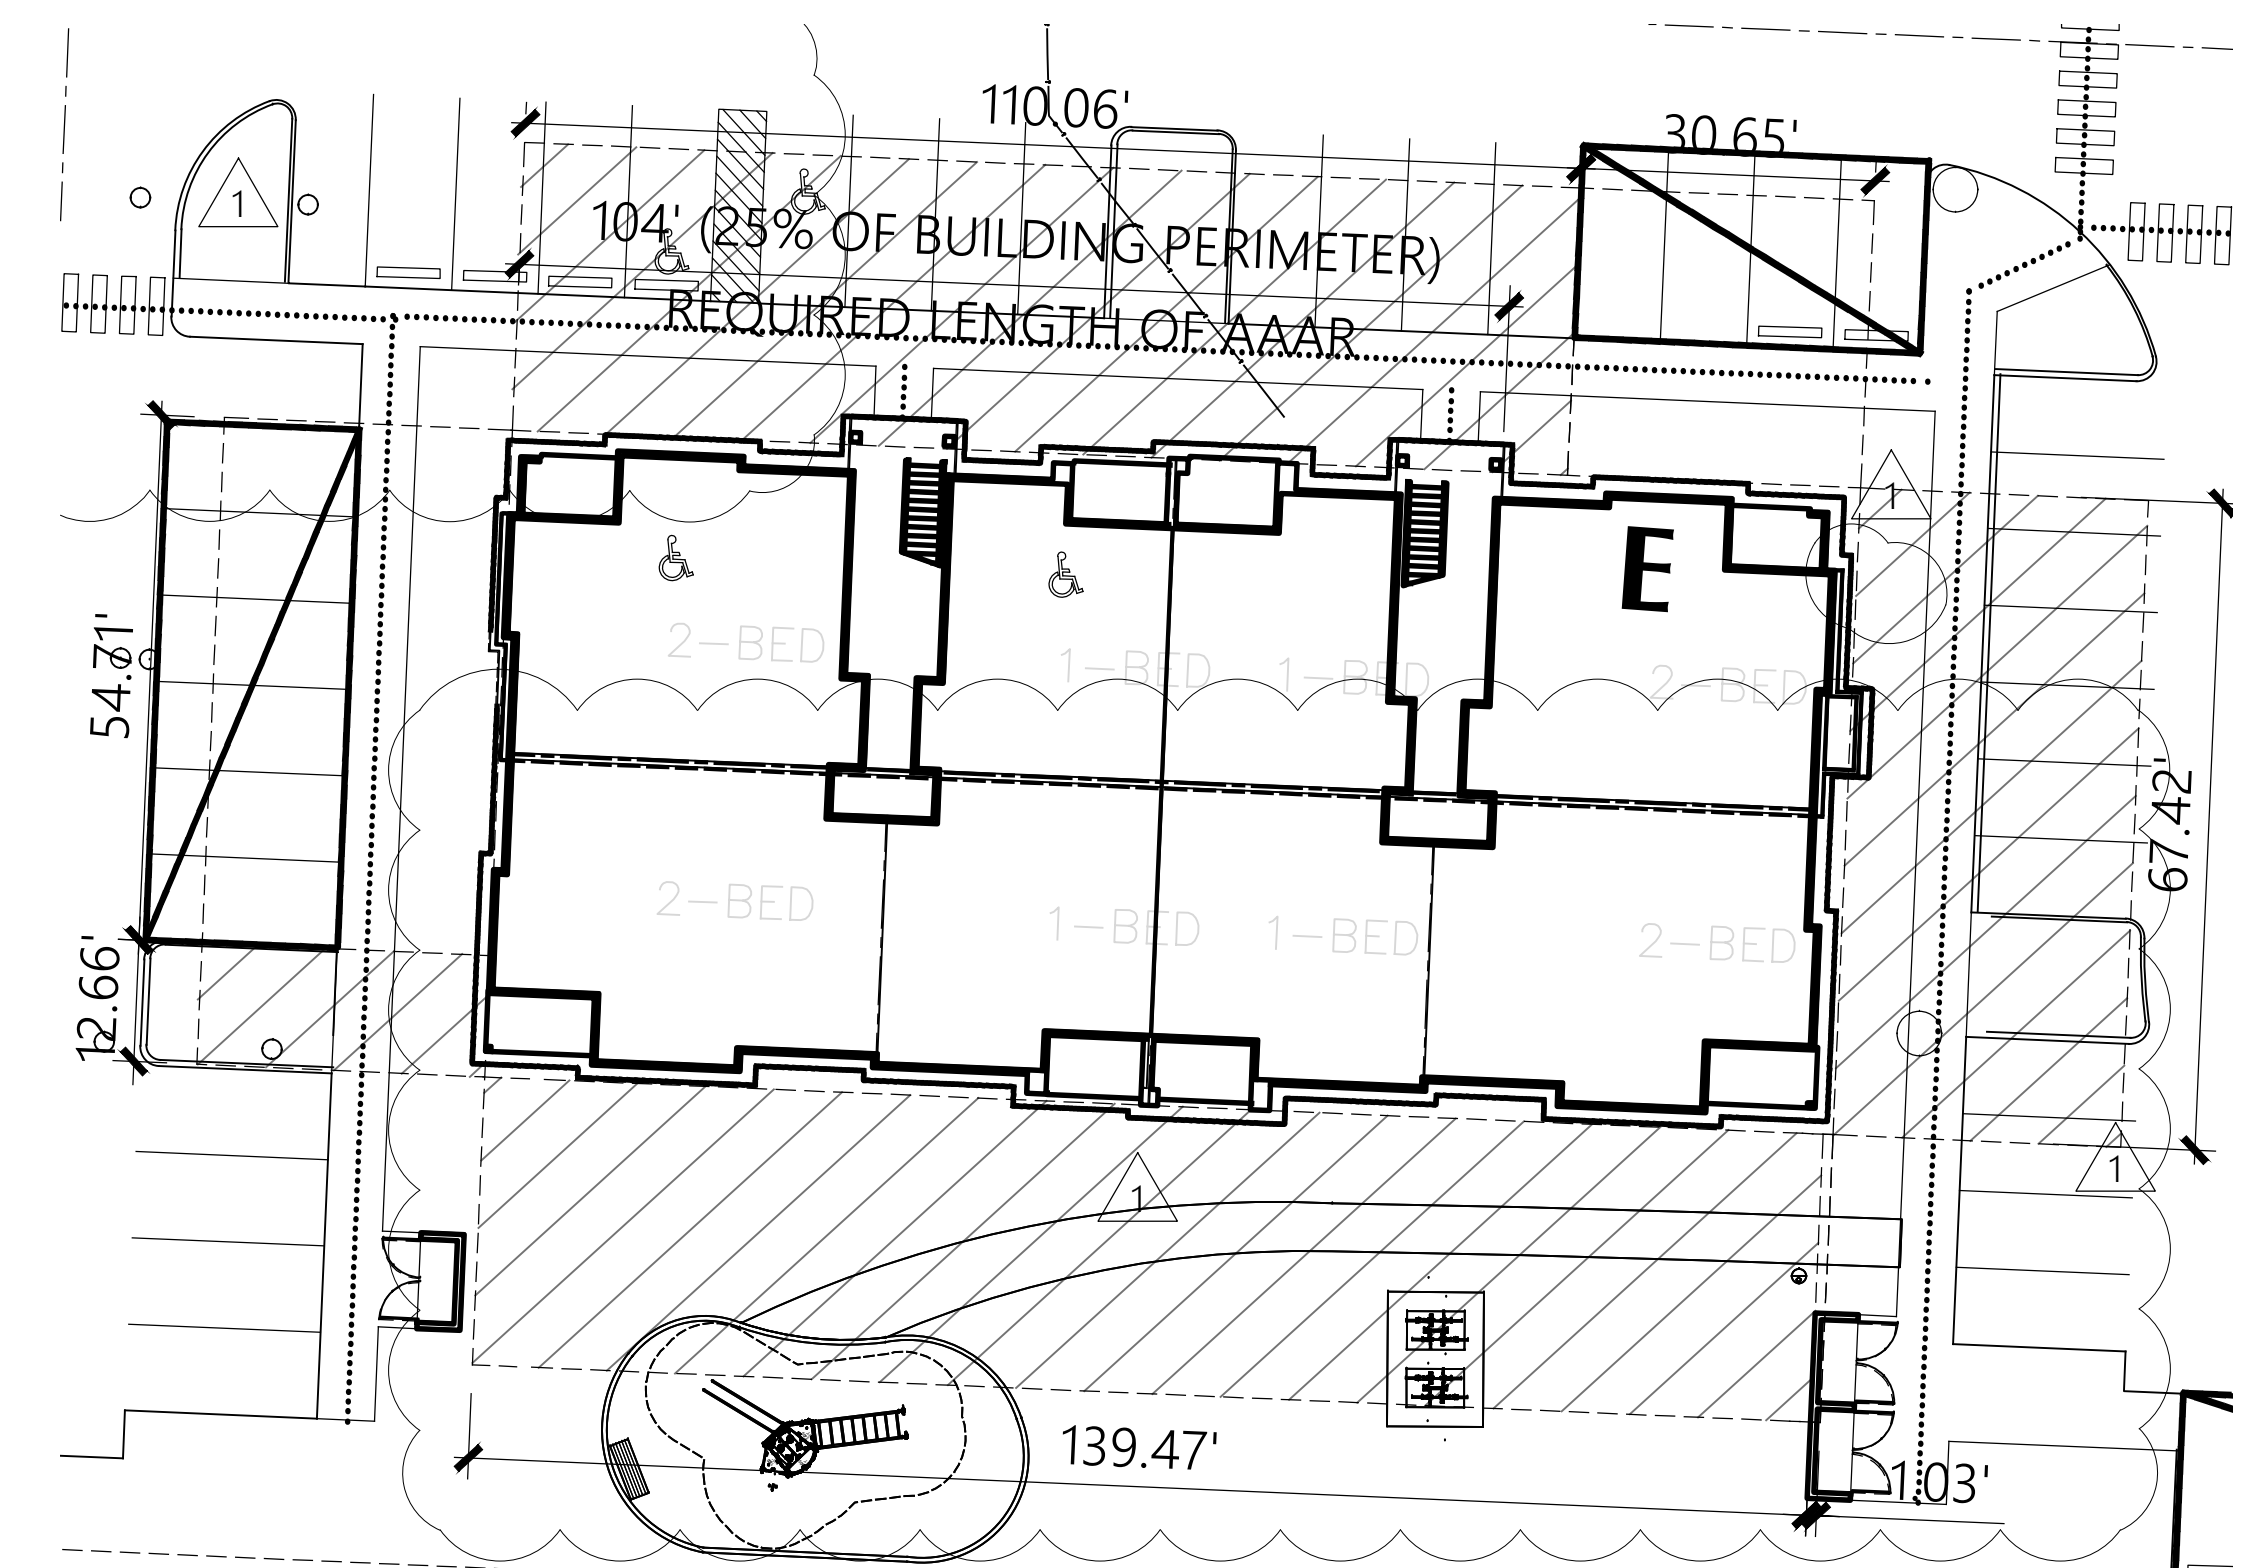 110.06'
30.65'
1
104' (25% OF BUILDING PERIMETER)
REQUIRED LENGTH OF AAAR
1
E
54.71'
2-BED
1-BED
1-BED
2-BED
67.42'
2-BED
1-BED
1-BED
2-BED
12.66'
1
1
139.47'
1.03'